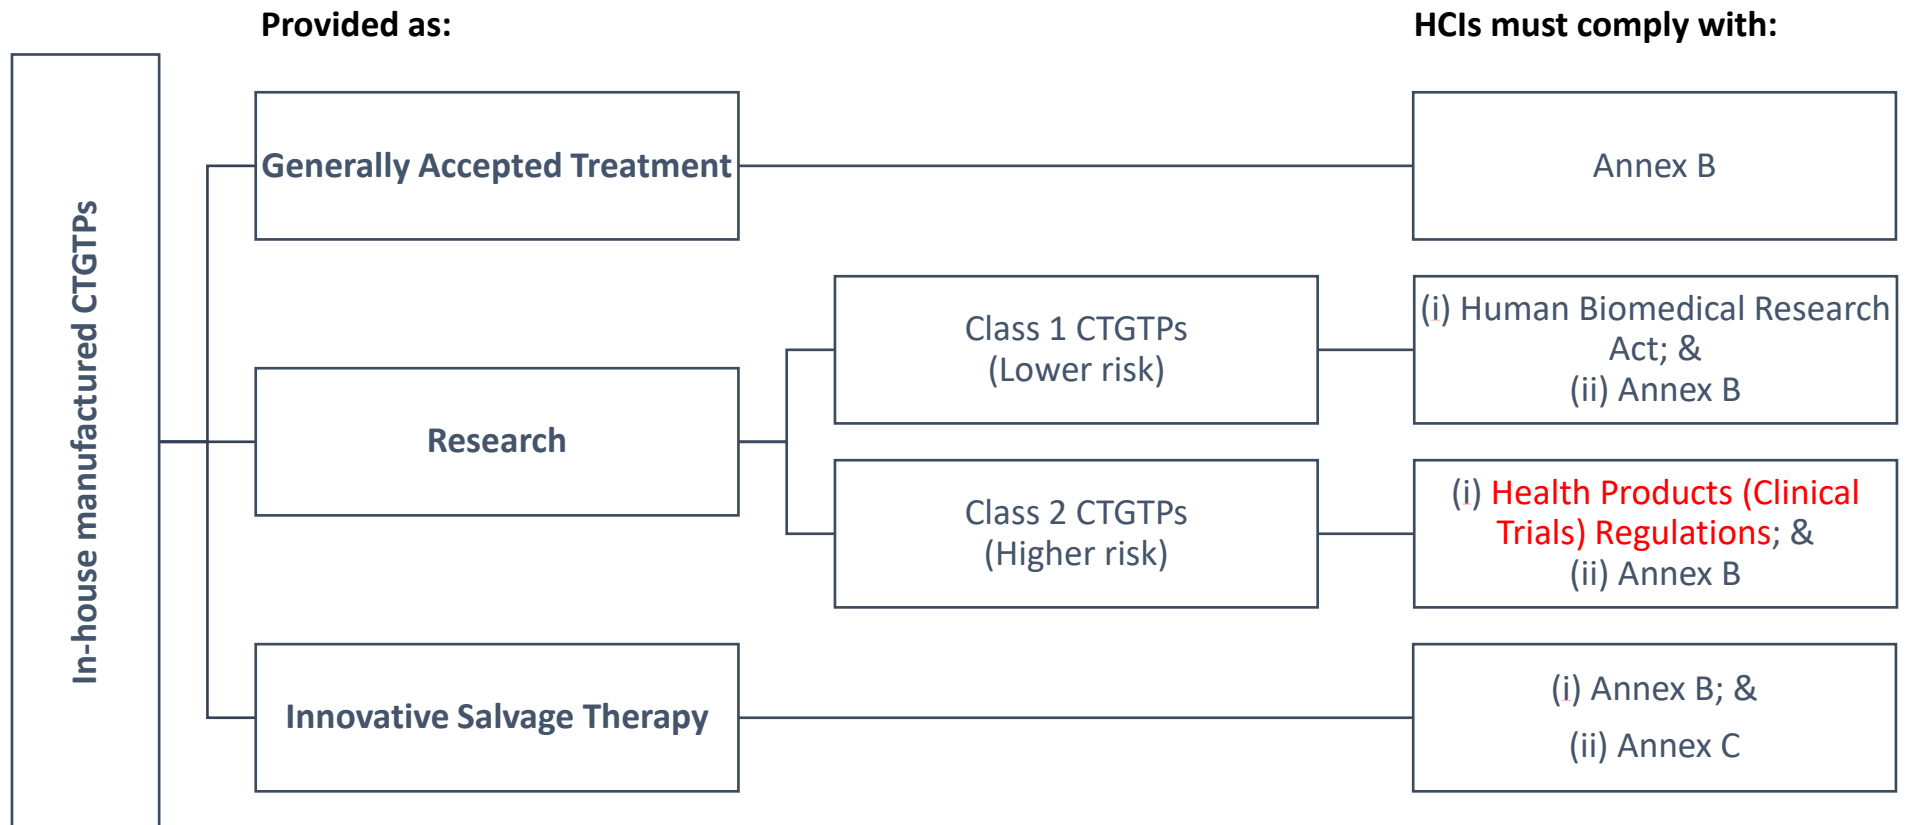 Provided as:
HCIs must comply with:
In-house manufactured CTGTPs
Generally Accepted Treatment
Annex B
Research
Class 1 CTGTPs
(Lower risk)
(i) Human Biomedical Research
Act; &
(ii) Annex B
Class 2 CTGTPs
(Higher risk)
(i) Health Products (Clinical
Trials) Regulations; &
(ii) Annex B
Innovative Salvage Therapy
(i) Annex B; &
(ii) Annex C